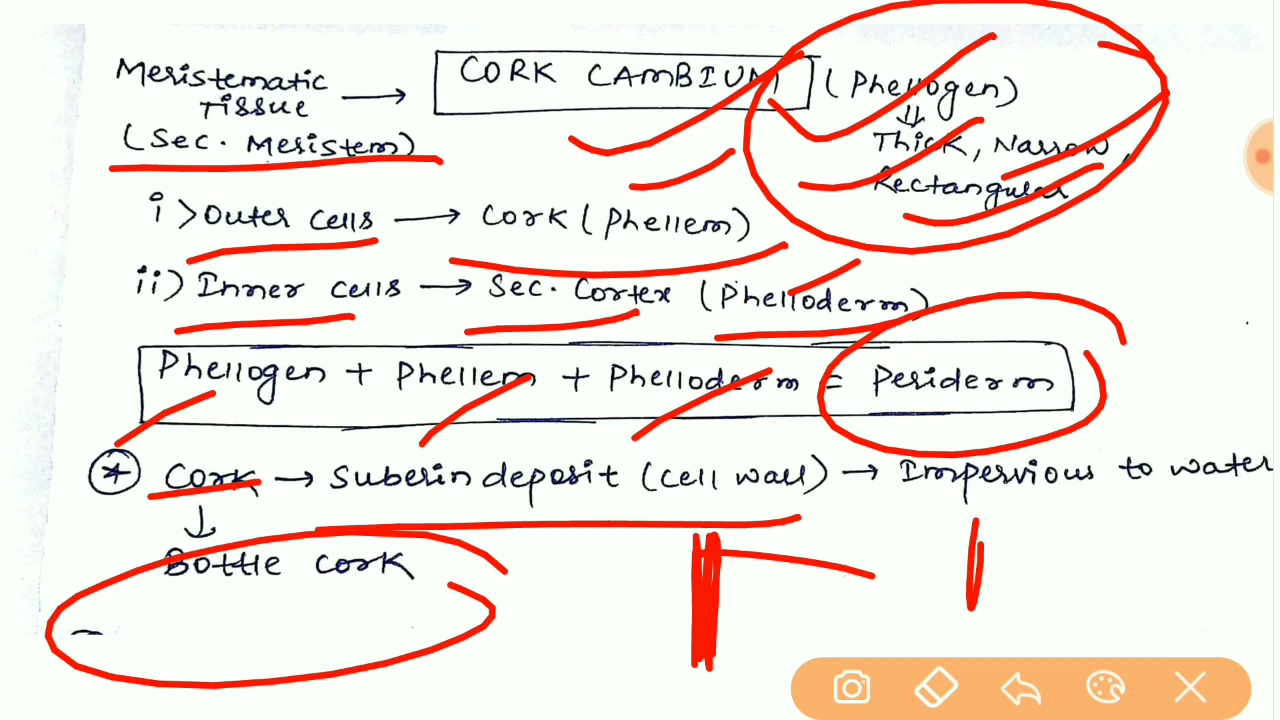 Meristematic Tissue → CORK CAMBIUM (Phellogen)
(Sec. Meristem) ⇓
Thick, Narrow,
Rectangular
i > Outer cells → Cork (Phellem)
ii) Inner cells → Sec. Cortex (Phelloderm)
Phellogen + Phellem + Phelloderm = Periderm
* Cork → Suberin deposit (cell wall) → Impervious to water
↓
Bottle cork